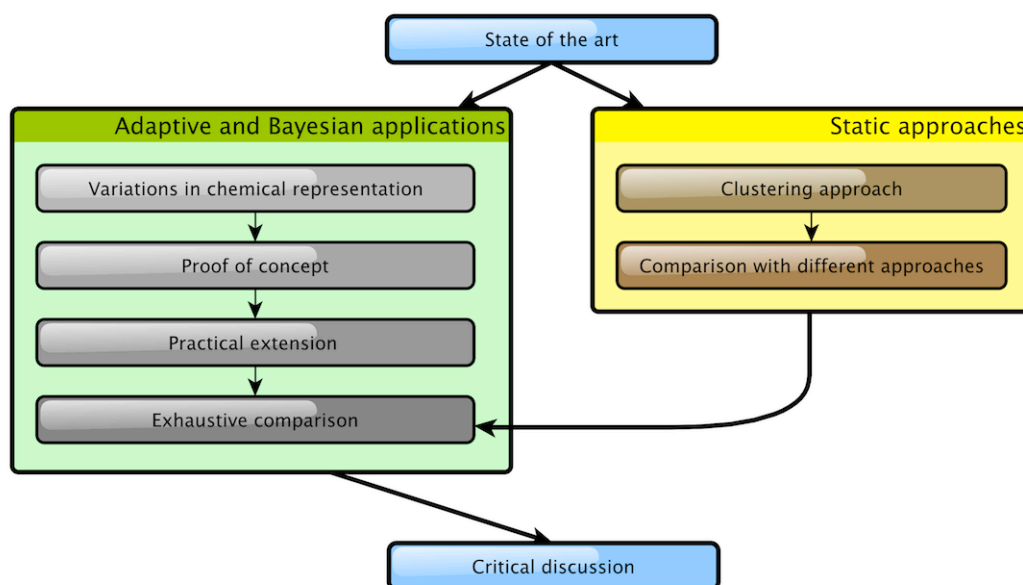 State of the art
Adaptive and Bayesian applications
Variations in chemical representation
Proof of concept
Practical extension
Exhaustive comparison
Static approaches
Clustering approach
Comparison with different approaches
Critical discussion